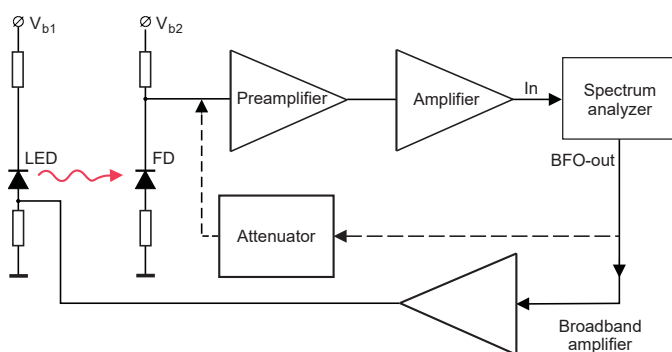 V_b1
V_b2
Preamplifier
Amplifier
In
Spectrum
analyzer
LED
FD
BFO-out
Attenuator
Broadband
amplifier